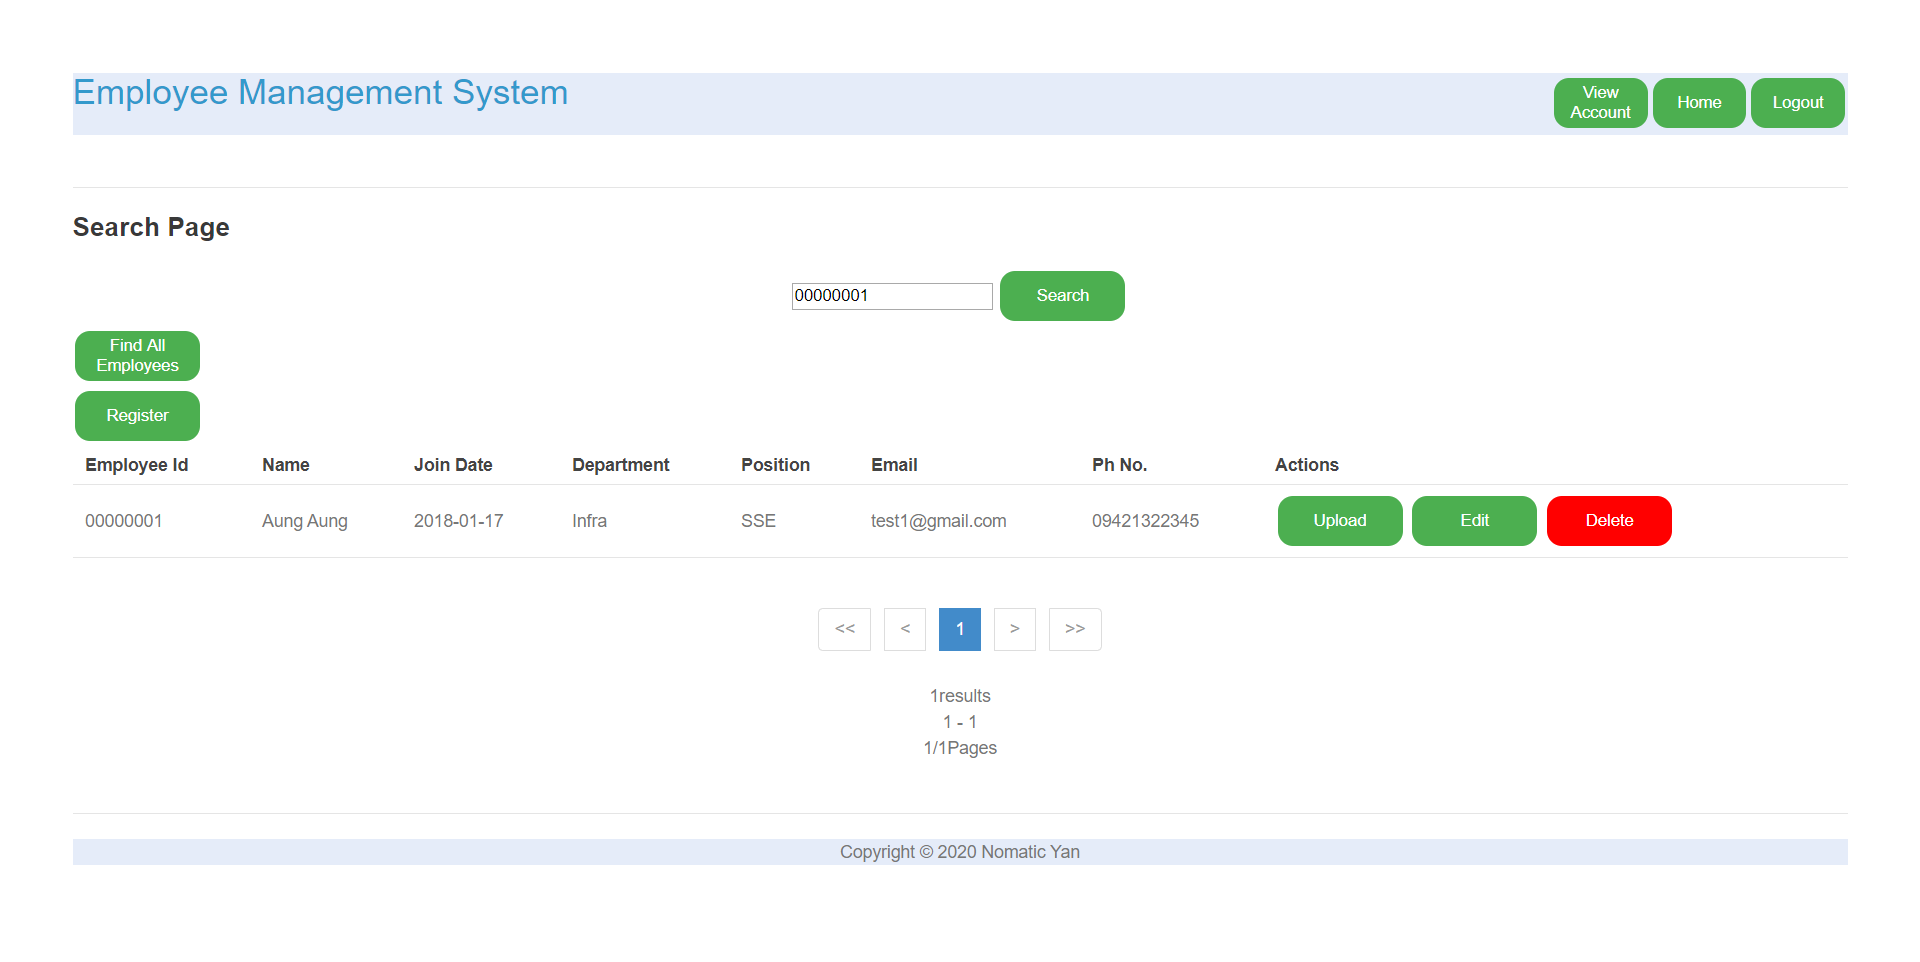 Employee Management System
View
Account
Home
Logout
Search Page
00000001
Search
Find All
Employees
Register
Employee Id Name Join Date Department Position Email Ph No. Actions
00000001 Aung Aung 2018-01-17 Infra SSE test1@gmail.com 09421322345 Upload Edit Delete
<< < 1 > >>
1results
1 - 1
1/1Pages
Copyright © 2020 Nomatic Yan